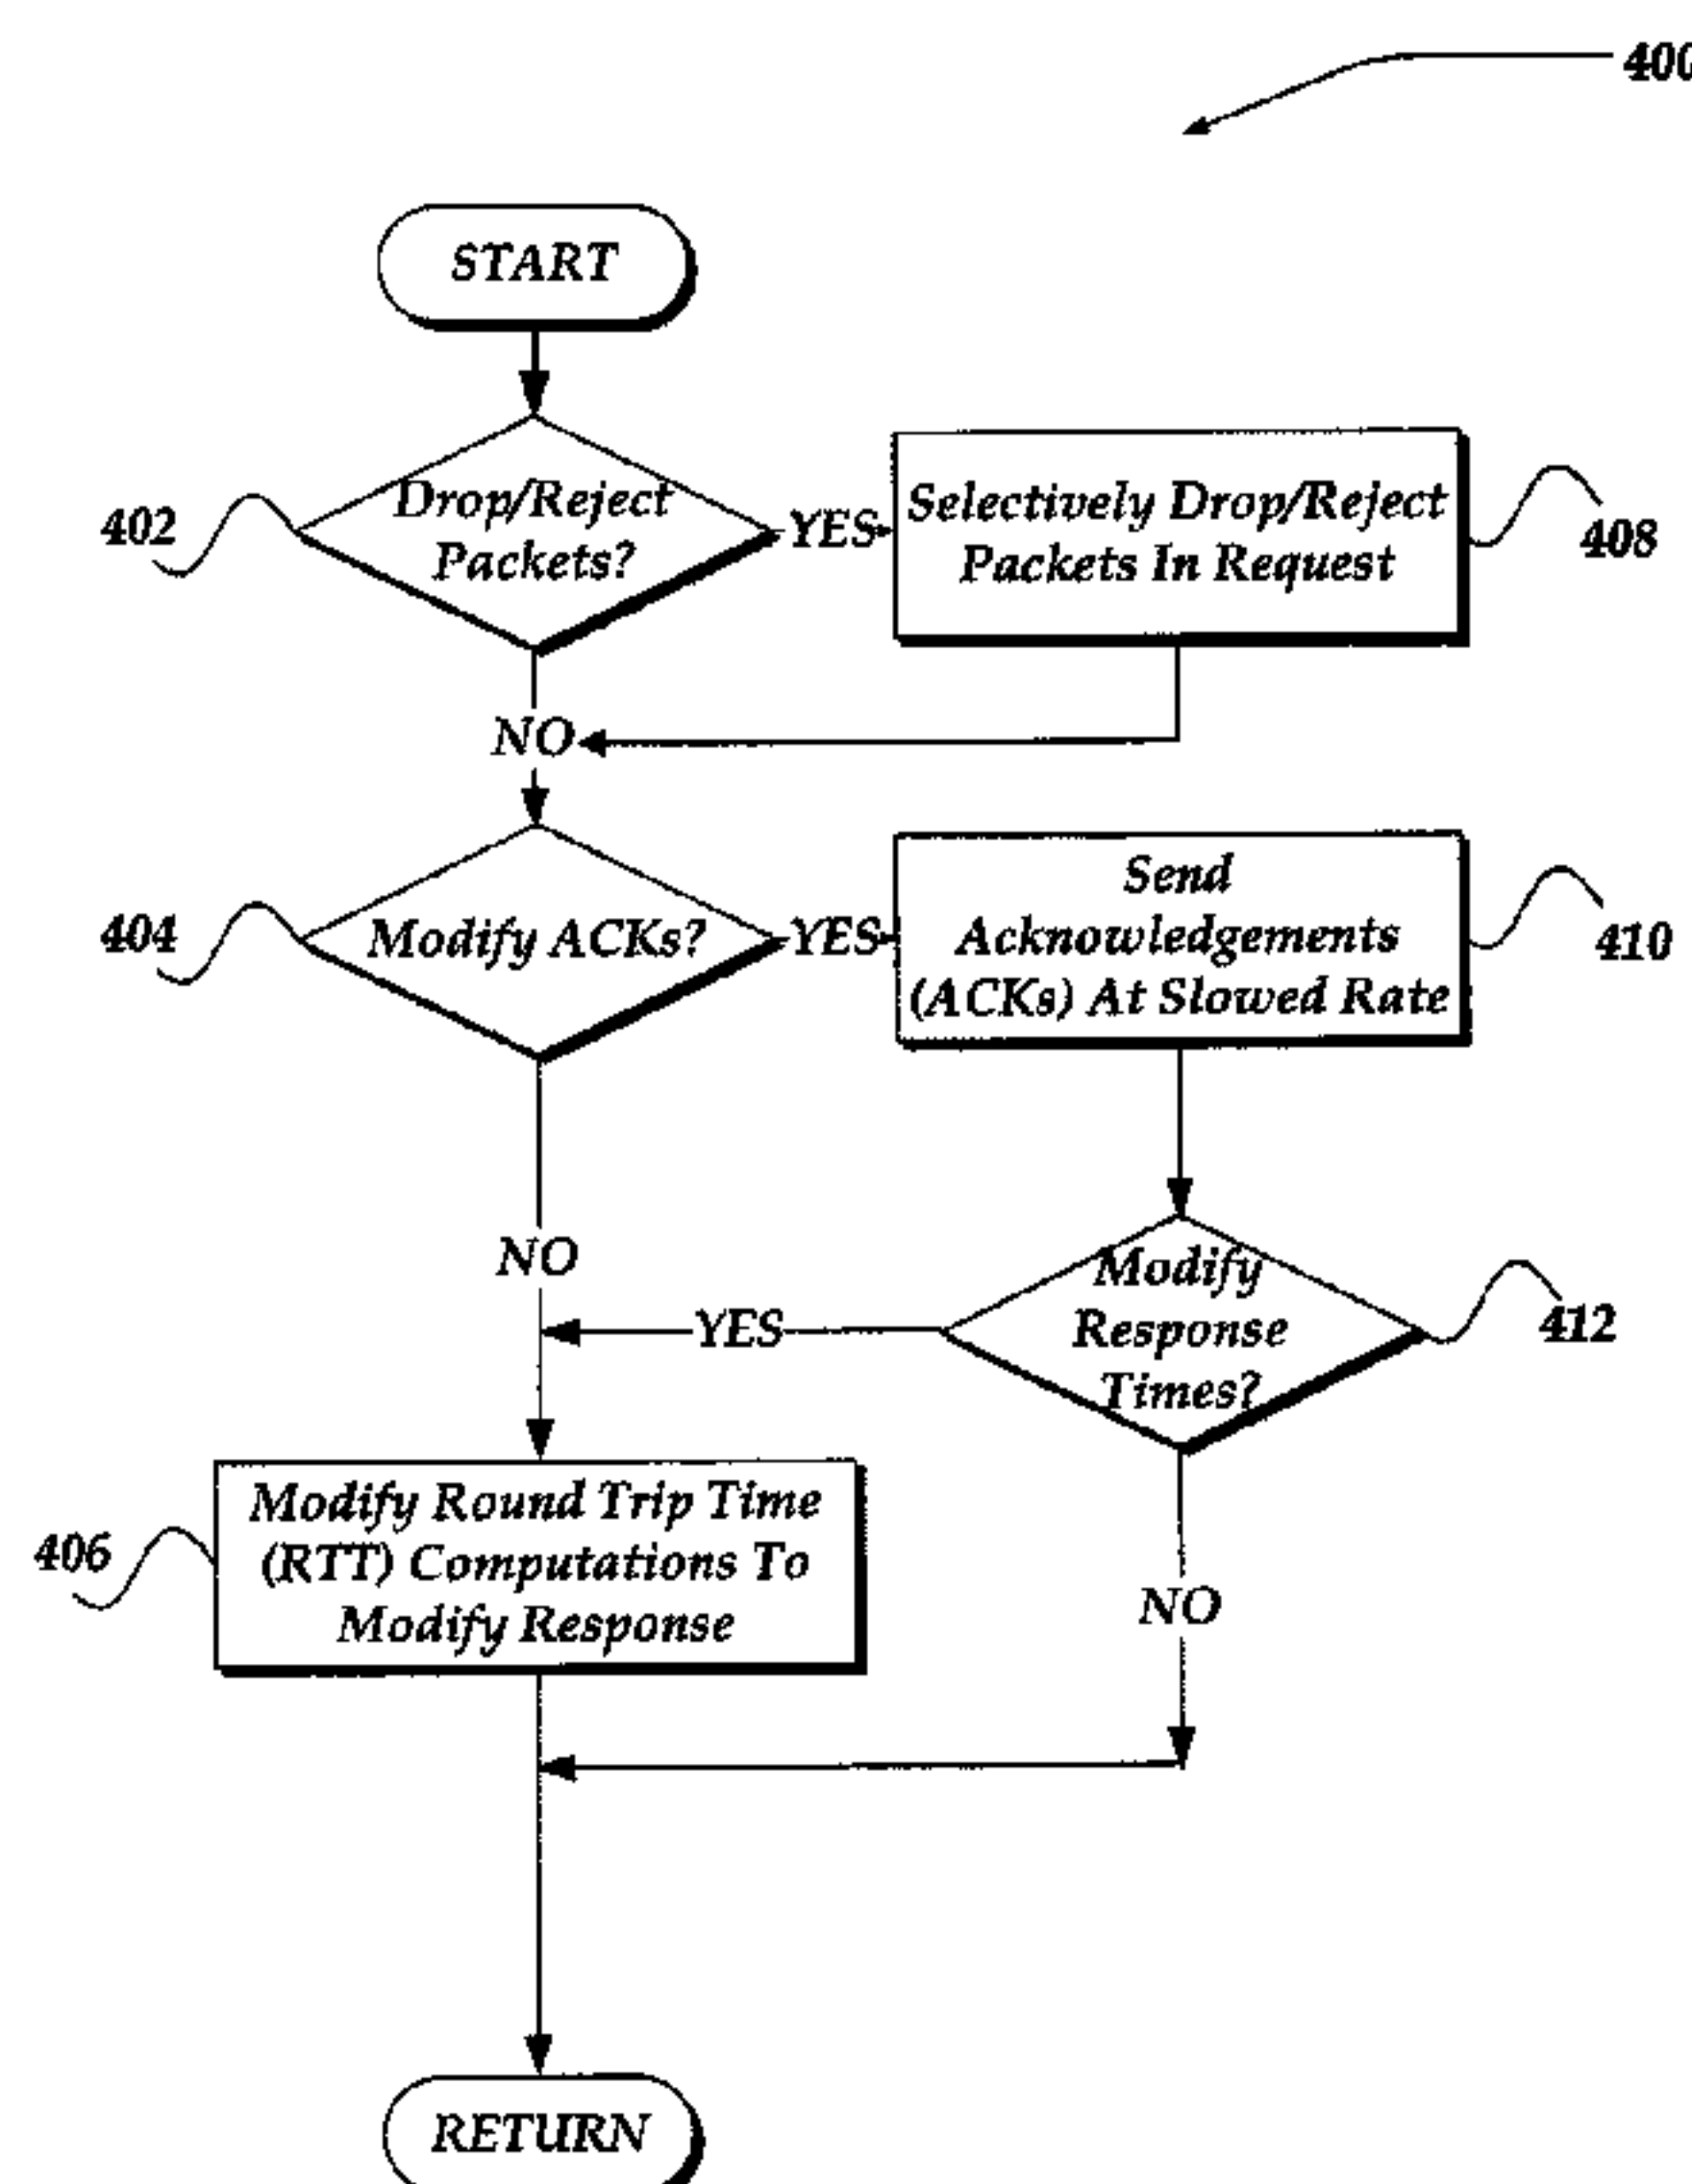 400
START
402
Drop/Reject
Packets?
YES
Selectively Drop/Reject
Packets In Request
408
NO
404
Modify ACKs?
YES
Send
Acknowledgements
(ACKs) At Slowed Rate
410
NO
YES
Modify
Response
Times?
412
406
Modify Round Trip Time
(RTT) Computations To
Modify Response
NO
RETURN